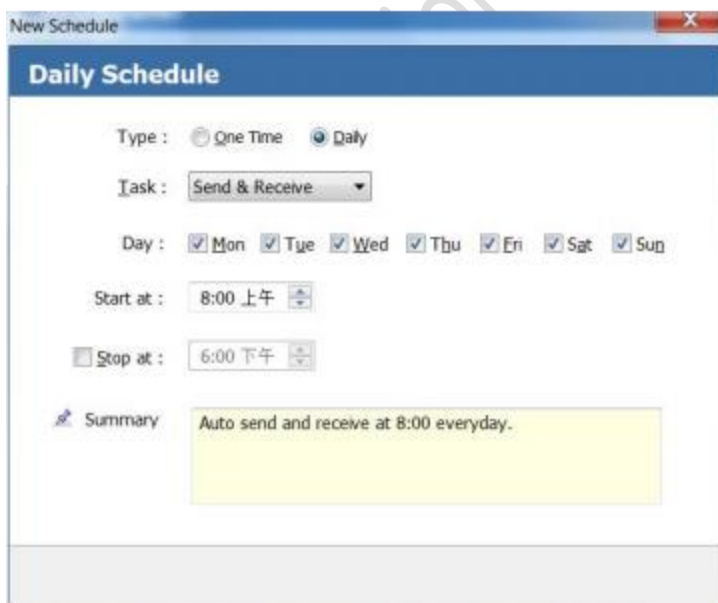 New Schedule
Daily Schedule
Type : One Time Daily
Task : Send & Receive
Day : Mon Tue Wed Thu Fri Sat Sun
Start at : 8:00 上午
Stop at : 6:00 下午
Summary Auto send and receive at 8:00 everyday.